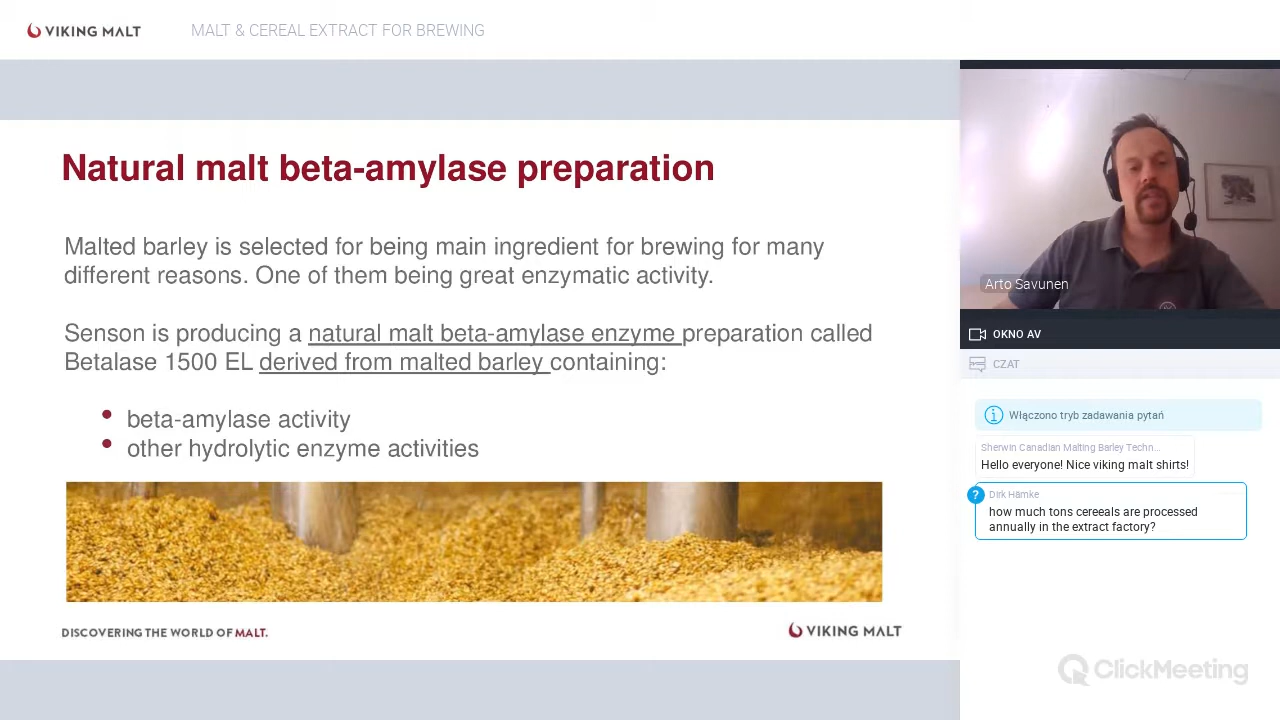 VIKING MALT
MALT & CEREAL EXTRACT FOR BREWING
Natural malt beta-amylase preparation
Malted barley is selected for being main ingredient for brewing for many
different reasons. One of them being great enzymatic activity.
Senson is producing a natural malt beta-amylase enzyme preparation called
Betalase 1500 EL derived from malted barley containing:
• beta-amylase activity
• other hydrolytic enzyme activities
DISCOVERING THE WORLD OF MALT.
VIKING MALT
Arto Savunen
OKNO AV
CZAT
Włączono tryb zadawania pytań
Sherwin Canadian Malting Barley Techn...
Hello everyone! Nice viking malt shirts!
?
Dirk Hämke
how much tons cereeals are processed
annually in the extract factory?
ClickMeeting